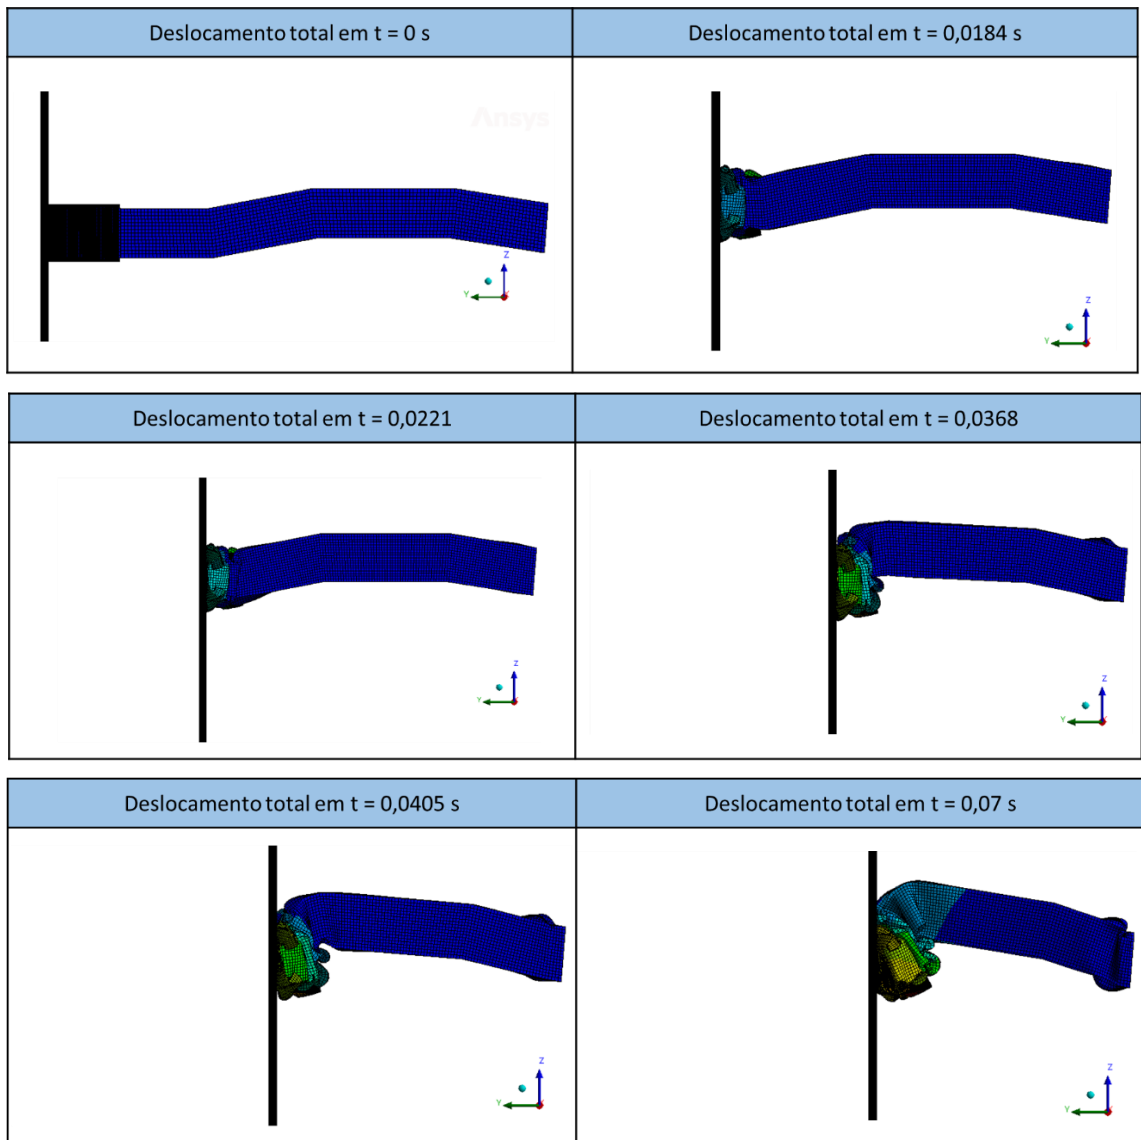 Deslocamento total em t = 0 s
Deslocamento total em t = 0,0184 s
Ansys
Z
Y
X
Z
Y
X
Deslocamento total em t = 0,0221
Deslocamento total em t = 0,0368
Z
Y
X
Z
Y
X
Deslocamento total em t = 0,0405 s
Deslocamento total em t = 0,07 s
Z
Y
X
Z
Y
X